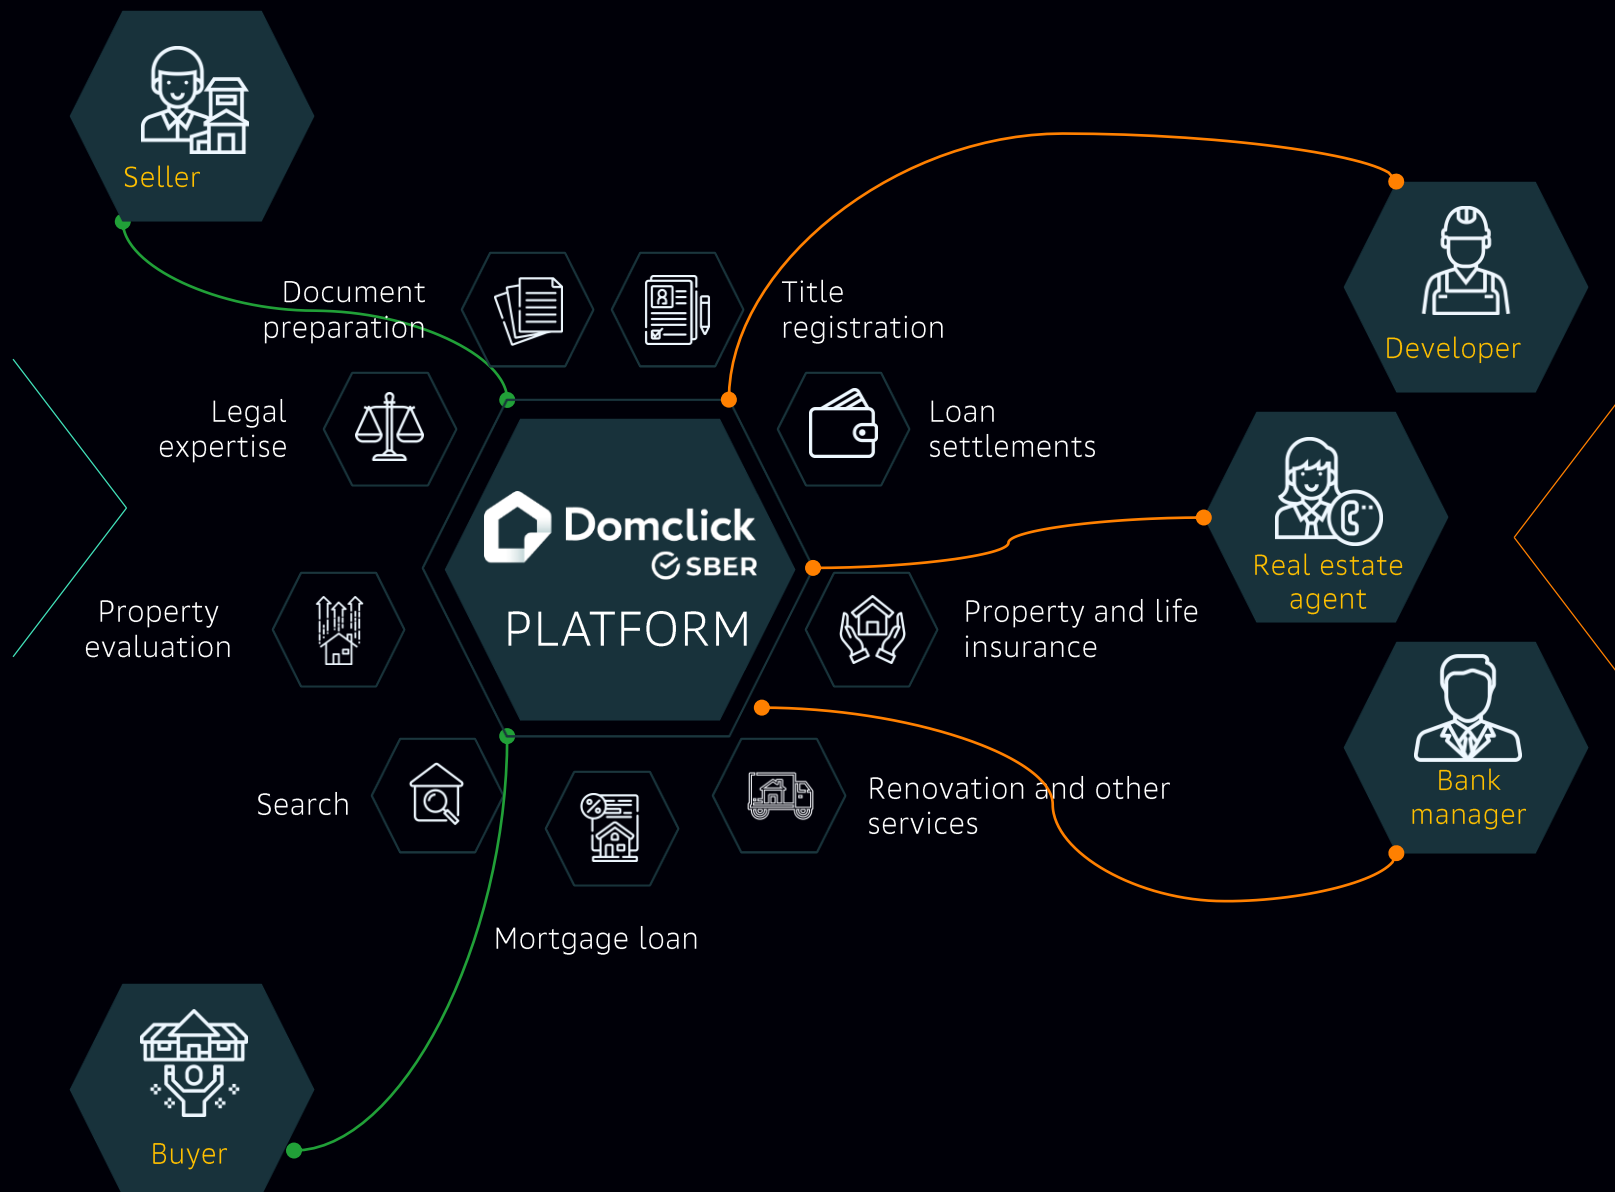 Seller
Document
preparation
Title
registration
Developer
Legal
expertise
Loan
settlements
Domclick
SBER
PLATFORM
Real estate
agent
Property
evaluation
Property and life
insurance
Search
Renovation and other
services
Bank
manager
Mortgage loan
Buyer